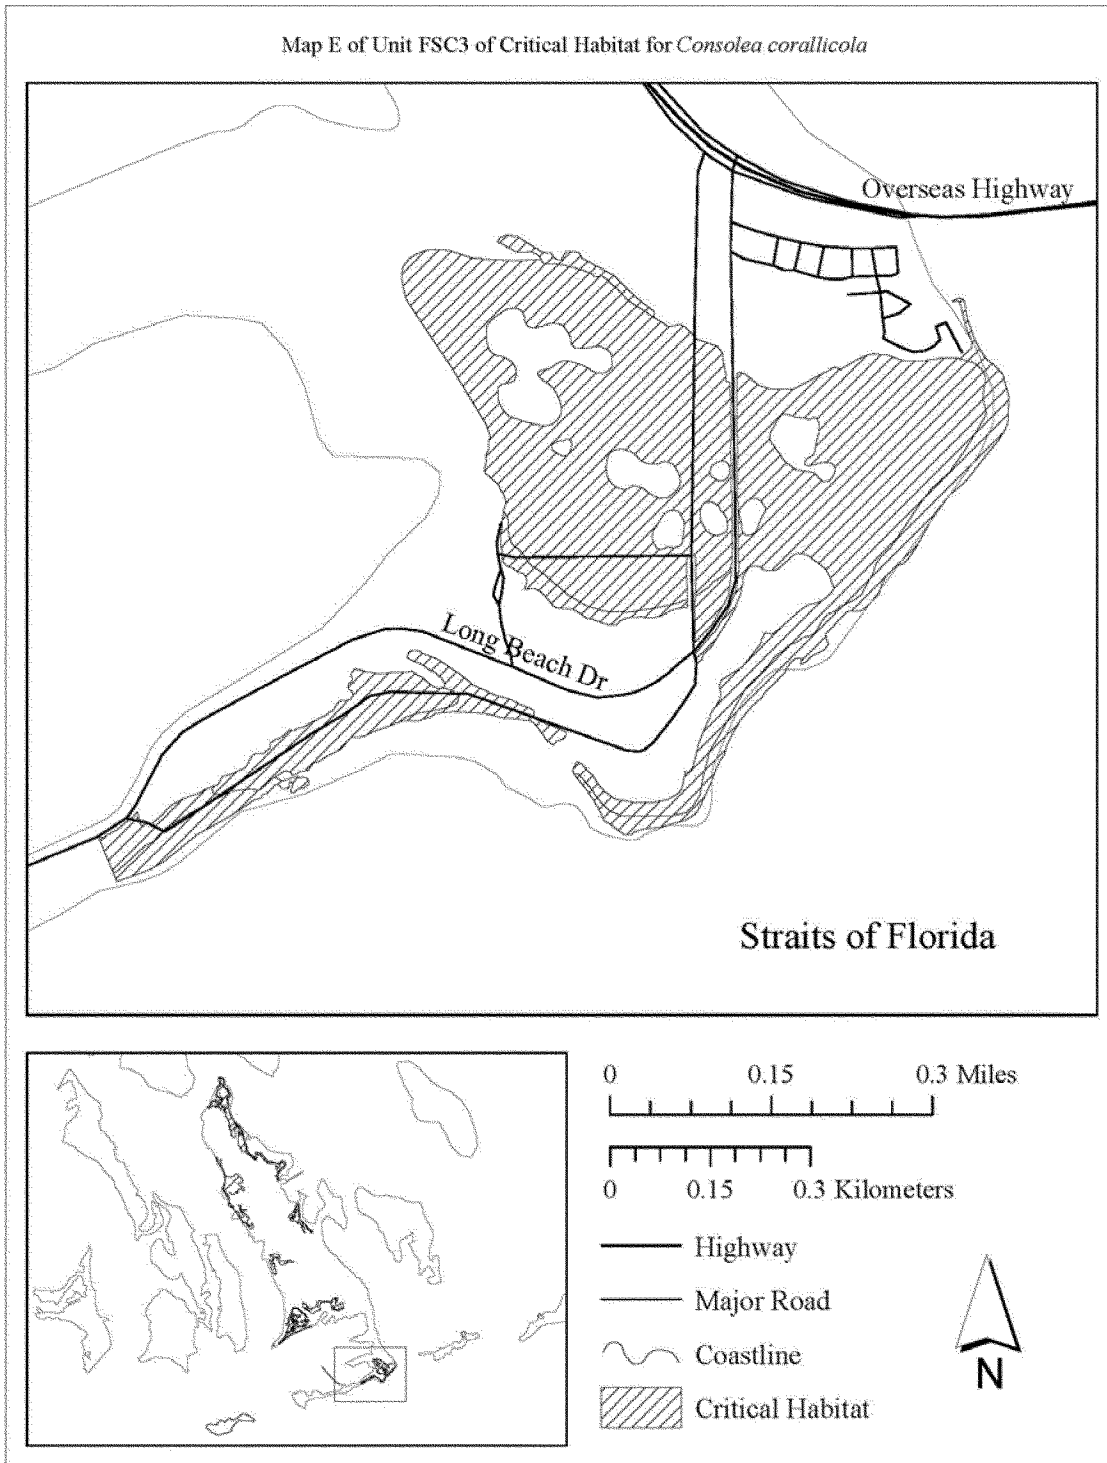 Map E of Unit FSC3 of Critical Habitat for Consolea corallicola
Overseas Highway
Long Beach Dr
Straits of Florida
0 0.15 0.3 Miles
0 0.15 0.3 Kilometers
Highway
Major Road
Coastline
Critical Habitat
N